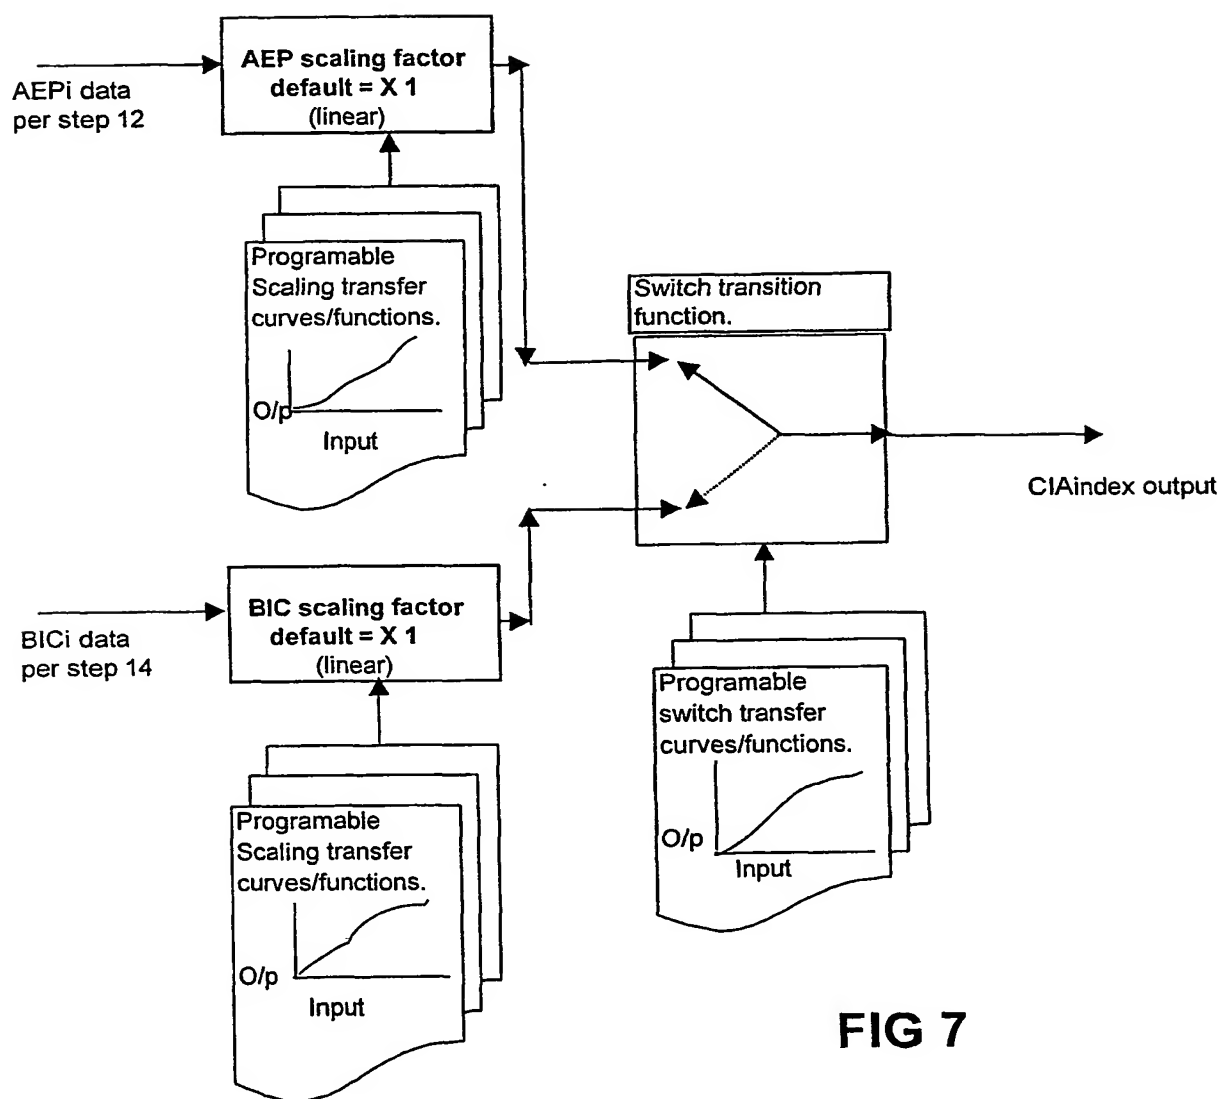 AEP scaling factor
default = X 1
(linear)
AEPi data
per step 12
Programable
Scaling transfer
curves/functions.
O/p
Input
Switch transition
function.
CIAindex output
BIC scaling factor
default = X 1
(linear)
BICi data
per step 14
Programable
switch transfer
curves/functions.
O/p
Input
Programable
Scaling transfer
curves/functions.
O/p
Input
FIG 7